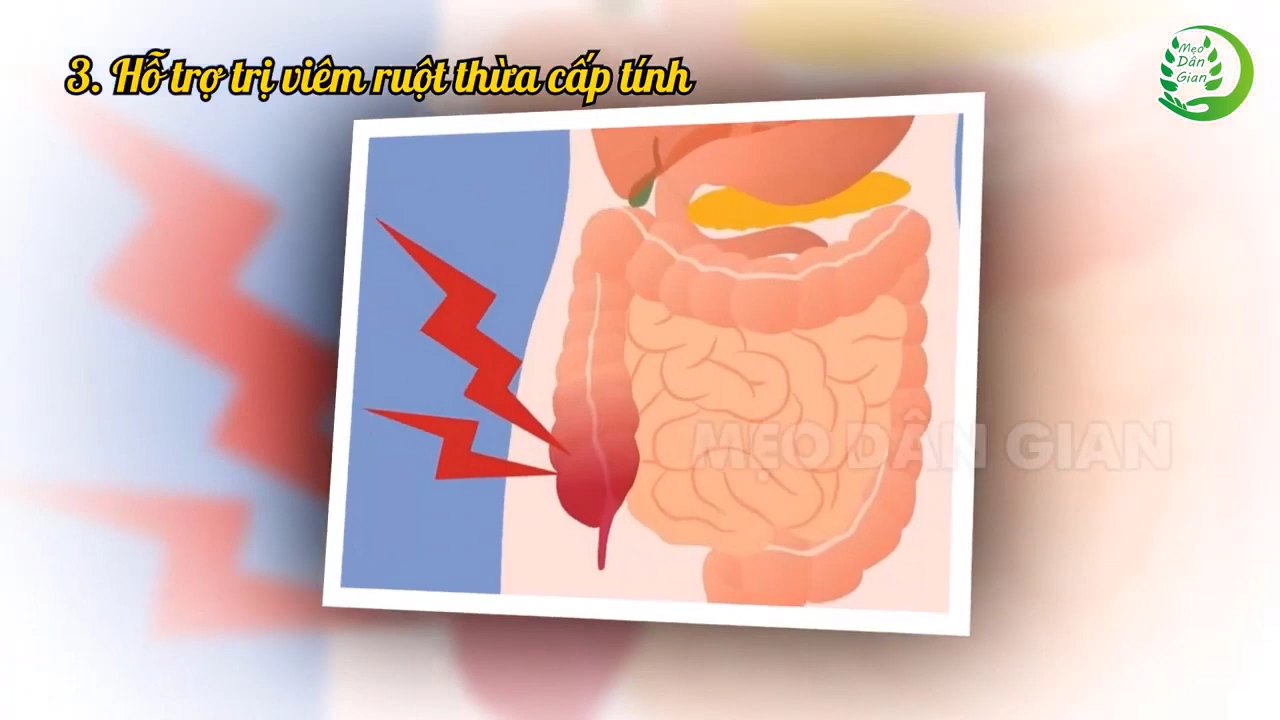 3. Hỗ trợ trị viêm ruột thừa cấp tính
Mẹo
Dân
Gian
MẸO DÂN GIAN